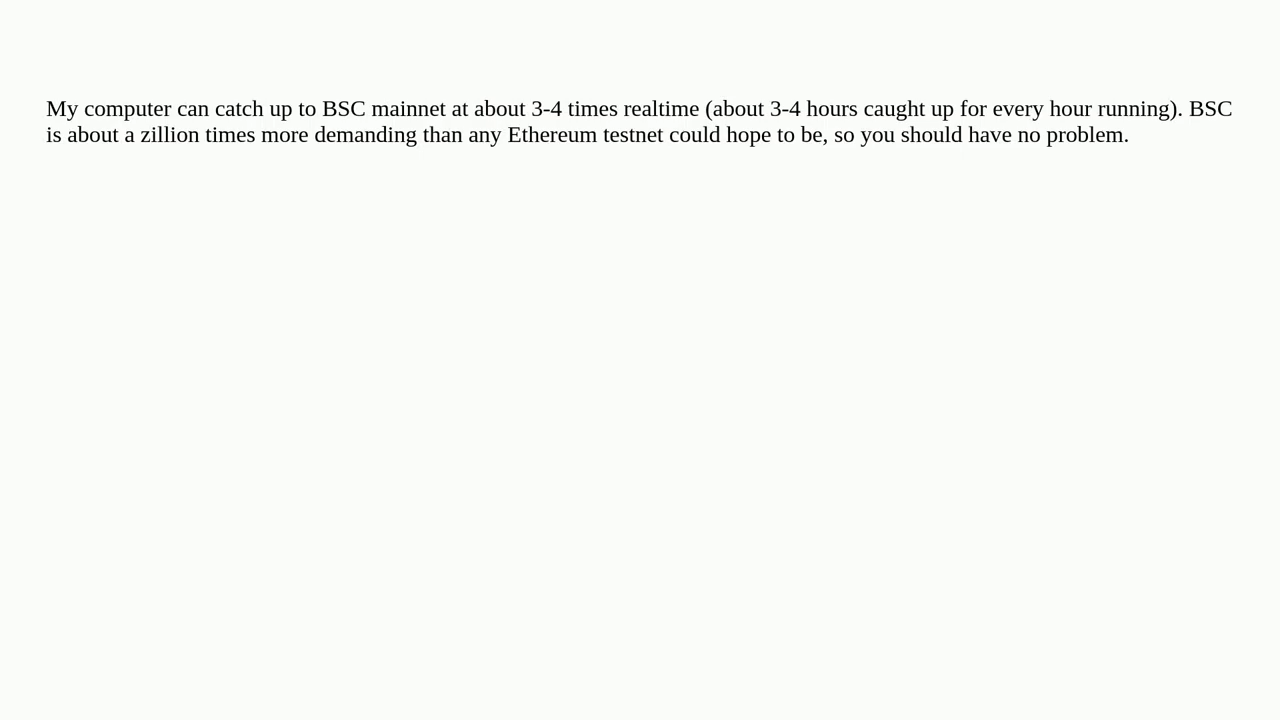 My computer can catch up to BSC mainnet at about 3-4 times realtime (about 3-4 hours caught up for every hour running). BSC
is about a zillion times more demanding than any Ethereum testnet could hope to be, so you should have no problem.